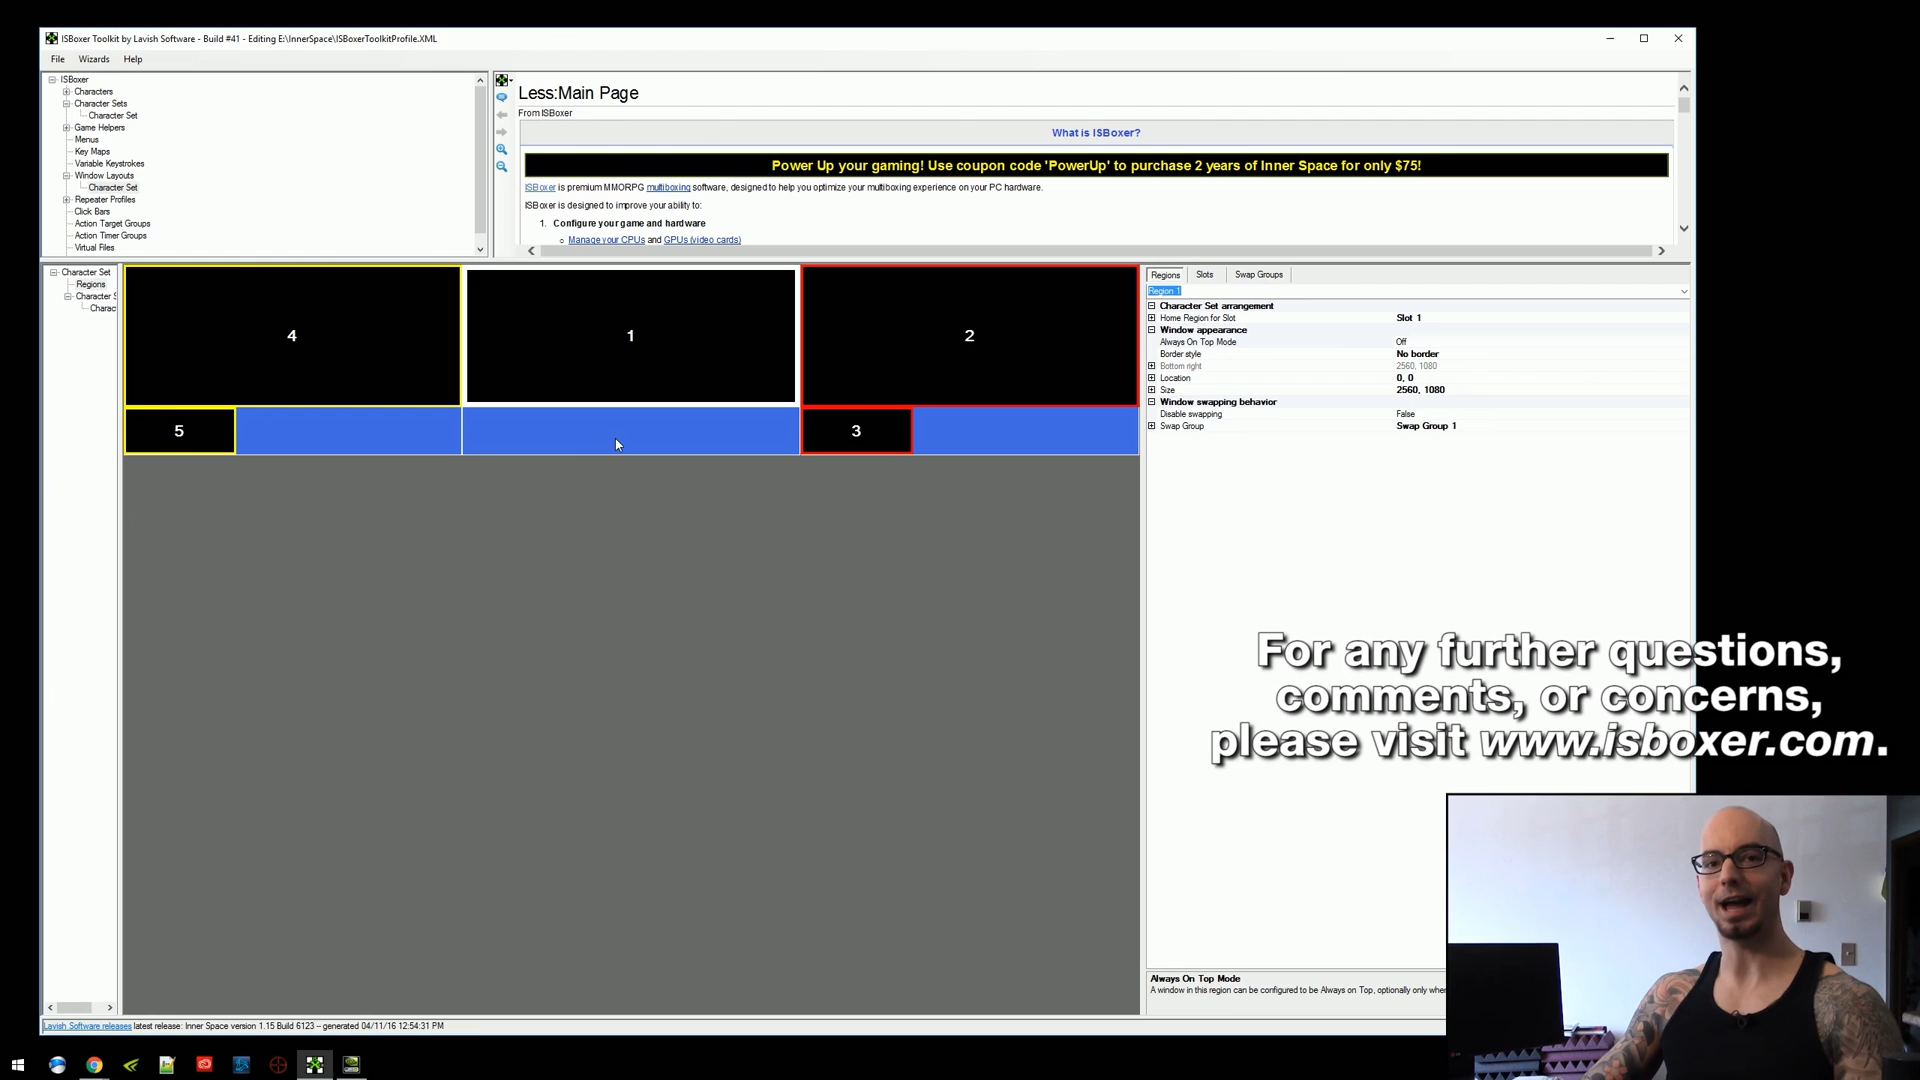 ISBoxer Toolkit by Lavish Software - Build #41 - Editing E:\InnerSpace\ISBoxerToolkitProfile.XML
File Wizards Help
ISBoxer
Characters
Character Sets
Character Set
Game Helpers
Menus
Key Maps
Variable Keystrokes
Window Layouts
Character Set
Repeater Profiles
Click Bars
Action Target Groups
Action Timer Groups
Virtual Files
Less:Main Page
From ISBoxer
What is ISBoxer?
Power Up your gaming! Use coupon code 'PowerUp' to purchase 2 years of Inner Space for only $75!
ISBoxer is premium MMORPG multiboxing software, designed to help you optimize your multiboxing experience on your PC hardware.
ISBoxer is designed to improve your ability to:
1. Configure your game and hardware
Manage your CPUs and GPUs (video cards)
Character Set
Regions
Character S
Charac
4
1
2
5
3
Regions Slots Swap Groups
Region 1
Character Set arrangement
Home Region for Slot Slot 1
Window appearance
Always On Top Mode Off
Border style No border
Bottom right 2560, 1080
Location 0, 0
Size 2560, 1080
Window swapping behavior
Disable swapping False
Swap Group Swap Group 1
For any further questions,
comments, or concerns,
please visit www.isboxer.com.
Always On Top Mode
A window in this region can be configured to be Always on Top, optionally only whe
Lavish Software releases latest release: Inner Space version 1.15 Build 6123 -- generated 04/11/16 12:54:31 PM